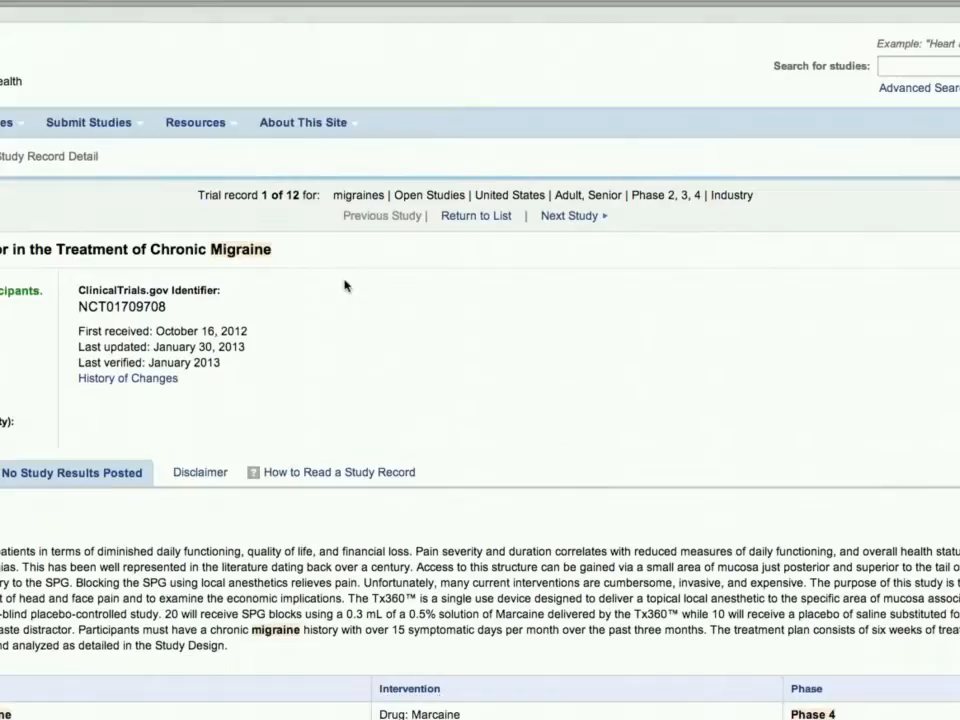 Example: "Heart
Search for studies:
ealth
Advanced Sear
es Submit Studies Resources About This Site
Study Record Detail
Trial record 1 of 12 for: migraines | Open Studies | United States | Adult, Senior | Phase 2, 3, 4 | Industry
Previous Study | Return to List | Next Study ▸
or in the Treatment of Chronic Migraine
cipants.
ClinicalTrials.gov Identifier:
NCT01709708
First received: October 16, 2012
Last updated: January 30, 2013
Last verified: January 2013
History of Changes
ty):
No Study Results Posted Disclaimer ? How to Read a Study Record
atients in terms of diminished daily functioning, quality of life, and financial loss. Pain severity and duration correlates with reduced measures of daily functioning, and overall health statu
ias. This has been well represented in the literature dating back over a century. Access to this structure can be gained via a small area of mucosa just posterior and superior to the tail o
ry to the SPG. Blocking the SPG using local anesthetics relieves pain. Unfortunately, many current interventions are cumbersome, invasive, and expensive. The purpose of this study is t
t of head and face pain and to examine the economic implications. The Tx360™ is a single use device designed to deliver a topical local anesthetic to the specific area of mucosa associ
-blind placebo-controlled study. 20 will receive SPG blocks using a 0.3 mL of a 0.5% solution of Marcaine delivered by the Tx360™ while 10 will receive a placebo of saline substituted fo
aste distractor. Participants must have a chronic migraine history with over 15 symptomatic days per month over the past three months. The treatment plan consists of six weeks of trea
nd analyzed as detailed in the Study Design.
Intervention Phase
ne Drug: Marcaine Phase 4